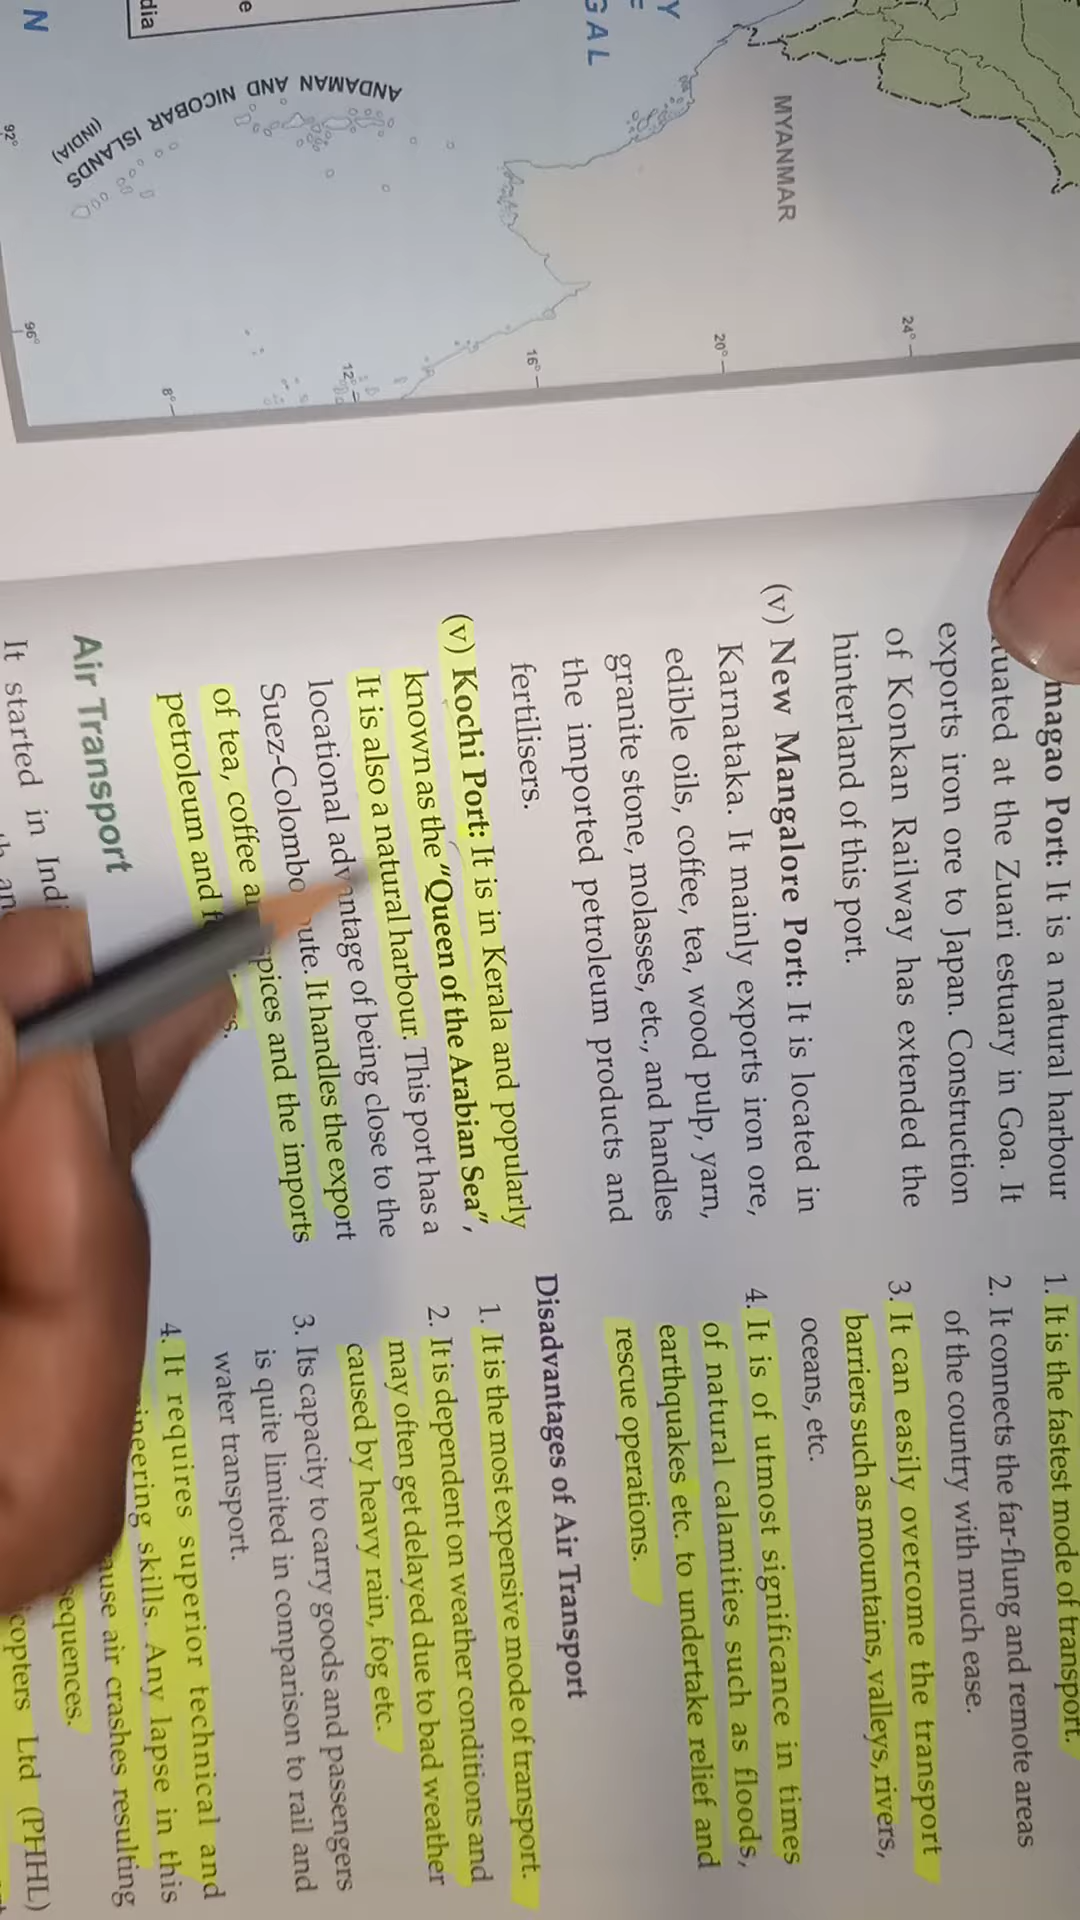 N
dia
e
GAL
Y
E
ANDAMAN AND NICOBAR ISLANDS
(INDIA)
MYANMAR
92°
96°
8°
12°
16°
20°
24°
magao Port: It is a natural harbour
tuated at the Zuari estuary in Goa. It
exports iron ore to Japan. Construction
of Konkan Railway has extended the
hinterland of this port.
(v) New Mangalore Port: It is located in
Karnataka. It mainly exports iron ore,
edible oils, coffee, tea, wood pulp, yarn,
granite stone, molasses, etc., and handles
the imported petroleum products and
fertilisers.
(v) Kochi Port: It is in Kerala and popularly
known as the "Queen of the Arabian Sea",
It is also a natural harbour. This port has a
locational advantage of being close to the
Suez-Colombo route. It handles the export
of tea, coffee and spices and the imports
petroleum and
Air Transport
It started in Indi
1. It is the fastest mode of transport.
2. It connects the far-flung and remote areas
of the country with much ease.
3. It can easily overcome the transport
barriers such as mountains, valleys, rivers,
oceans, etc.
4. It is of utmost significance in times
of natural calamities such as floods,
earthquakes etc. to undertake relief and
rescue operations.
Disadvantages of Air Transport
1. It is the most expensive mode of transport.
2. It is dependent on weather conditions and
may often get delayed due to bad weather
caused by heavy rain, fog etc.
3. Its capacity to carry goods and passengers
is quite limited in comparison to rail and
water transport.
4. It requires superior technical and
ineering skills. Any lapse in this
ause air crashes resulting
sequences.
copters Ltd (PHHL)